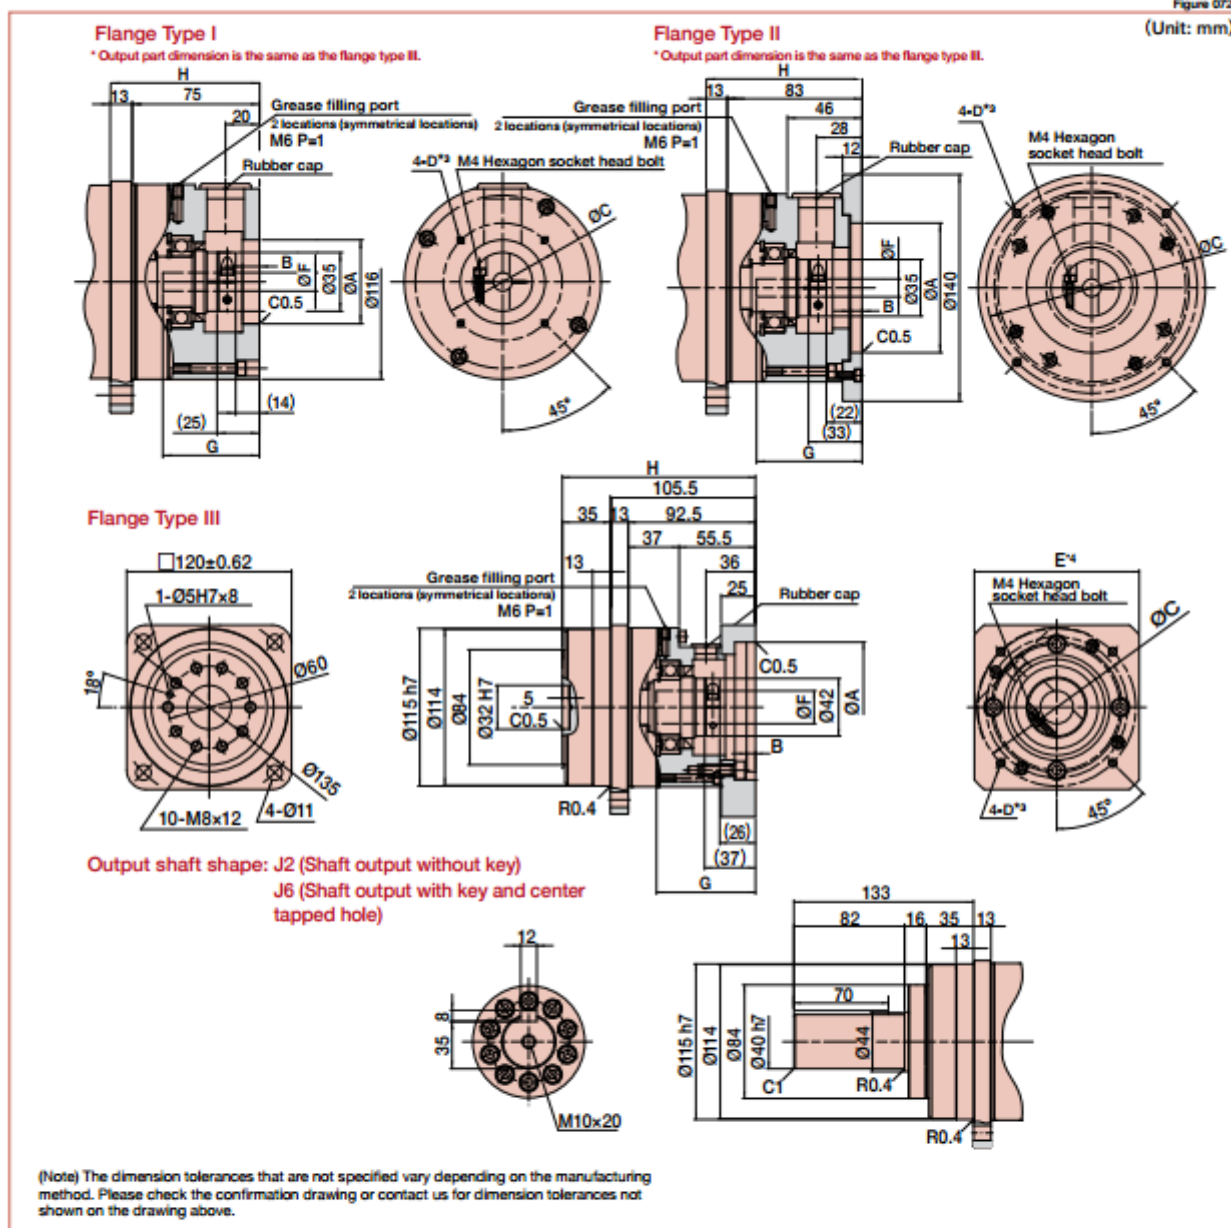 Figure 072
(Unit: mm)
Flange Type I
* Output part dimension is the same as the flange type III.
H
13
75
20
Grease filling port
2 locations (symmetrical locations)
M6 P=1
Rubber cap
4-D*3
M4 Hexagon socket head bolt
ØC
B
ØF
Ø35
ØA
Ø116
C0.5
(14)
(25)
G
45°
Flange Type II
* Output part dimension is the same as the flange type III.
H
13
83
46
28
12
Grease filling port
2 locations (symmetrical locations)
M6 P=1
Rubber cap
4-D*3
M4 Hexagon
socket head bolt
ØC
ØF
Ø35
ØA
Ø140
B
C0.5
(22)
(33)
G
45°
Flange Type III
□120±0.62
1-Ø5H7×8
Ø60
18°
Ø135
10-M8×12
4-Ø11
H
105.5
35
13
92.5
37
55.5
13
36
25
Grease filling port
2 locations (symmetrical locations)
M6 P=1
Rubber cap
Ø115 h7
Ø114
Ø84
Ø32 H7
5
C0.5
C0.5
ØF
Ø42
ØA
B
R0.4
(26)
(37)
G
E*4
M4 Hexagon
socket head bolt
ØC
4-D*3
45°
Output shaft shape: J2 (Shaft output without key)
J6 (Shaft output with key and center
tapped hole)
12
8
35
M10×20
133
82
16
35
13
13
70
Ø115 h7
Ø114
Ø84
Ø40 h7
Ø44
C1
R0.4
R0.4
(Note) The dimension tolerances that are not specified vary depending on the manufacturing
method. Please check the confirmation drawing or contact us for dimension tolerances not
shown on the drawing above.